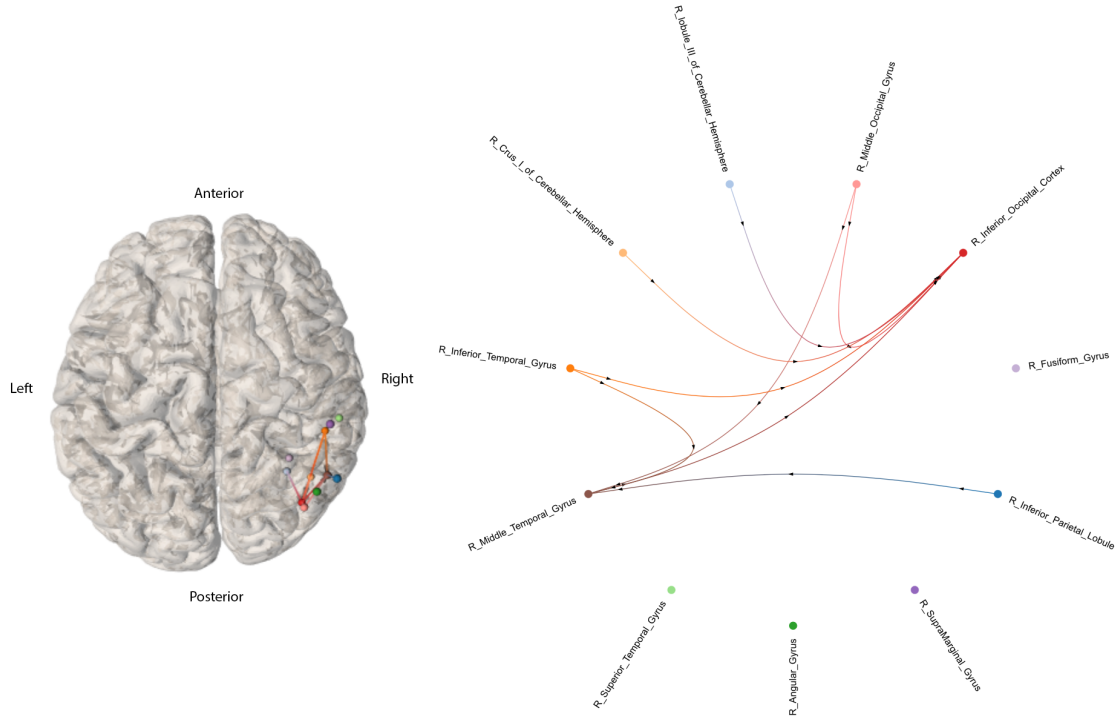 Anterior
Left
Right
Posterior
R_lobule_III_of_Cerebellar_Hemisphere
R_Middle_Occipital_Gyrus
R_Crus_I_of_Cerebellar_Hemisphere
R_Inferior_Occipital_Cortex
R_Inferior_Temporal_Gyrus
R_Fusiform_Gyrus
R_Middle_Temporal_Gyrus
R_Inferior_Parietal_Lobule
R_Superior_Temporal_Gyrus
R_Angular_Gyrus
R_SupraMarginal_Gyrus